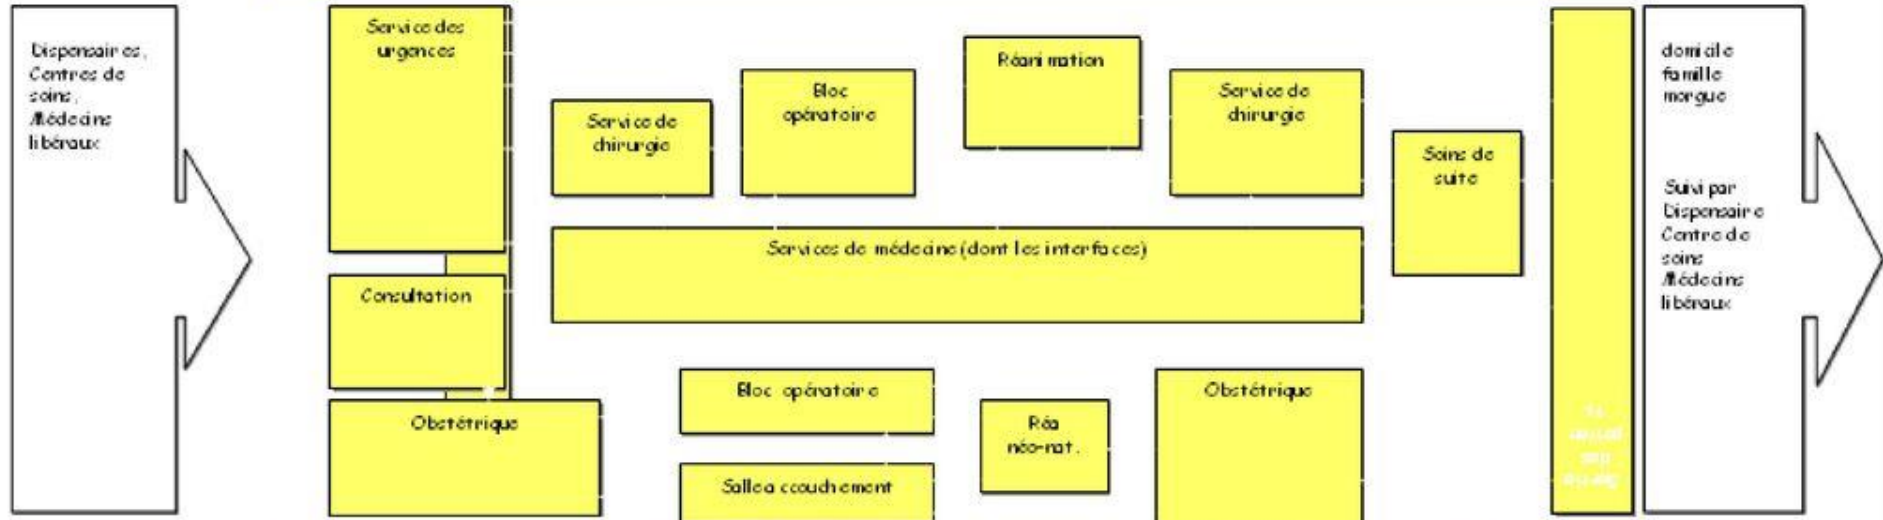 Dispensaires,
Centres de
soins,
Médecins
libéraux
Service des
urgences
Consultation
Obstétrique
Service de
chirurgie
Bloc
opératoire
Réanimation
Service de
chirurgie
Soins de
suite
Services de médecine (dont les interfaces)
Bloc opératoire
Salle accouchement
Réa
néo-nat.
Obstétrique
domicile
famille
morgue
Suivi par
Dispensaire
Centre de
soins
Médecins
libéraux